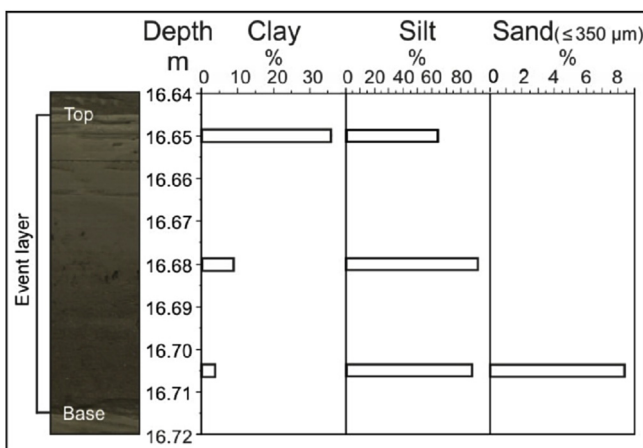 Depth Clay Silt Sand(≤350 µm)
m % % %
0 10 20 30 0 20 40 60 80 0 2 4 6 8
16.64
Top
16.65
16.66
16.67
Event layer
16.68
16.69
16.70
16.71
Base
16.72